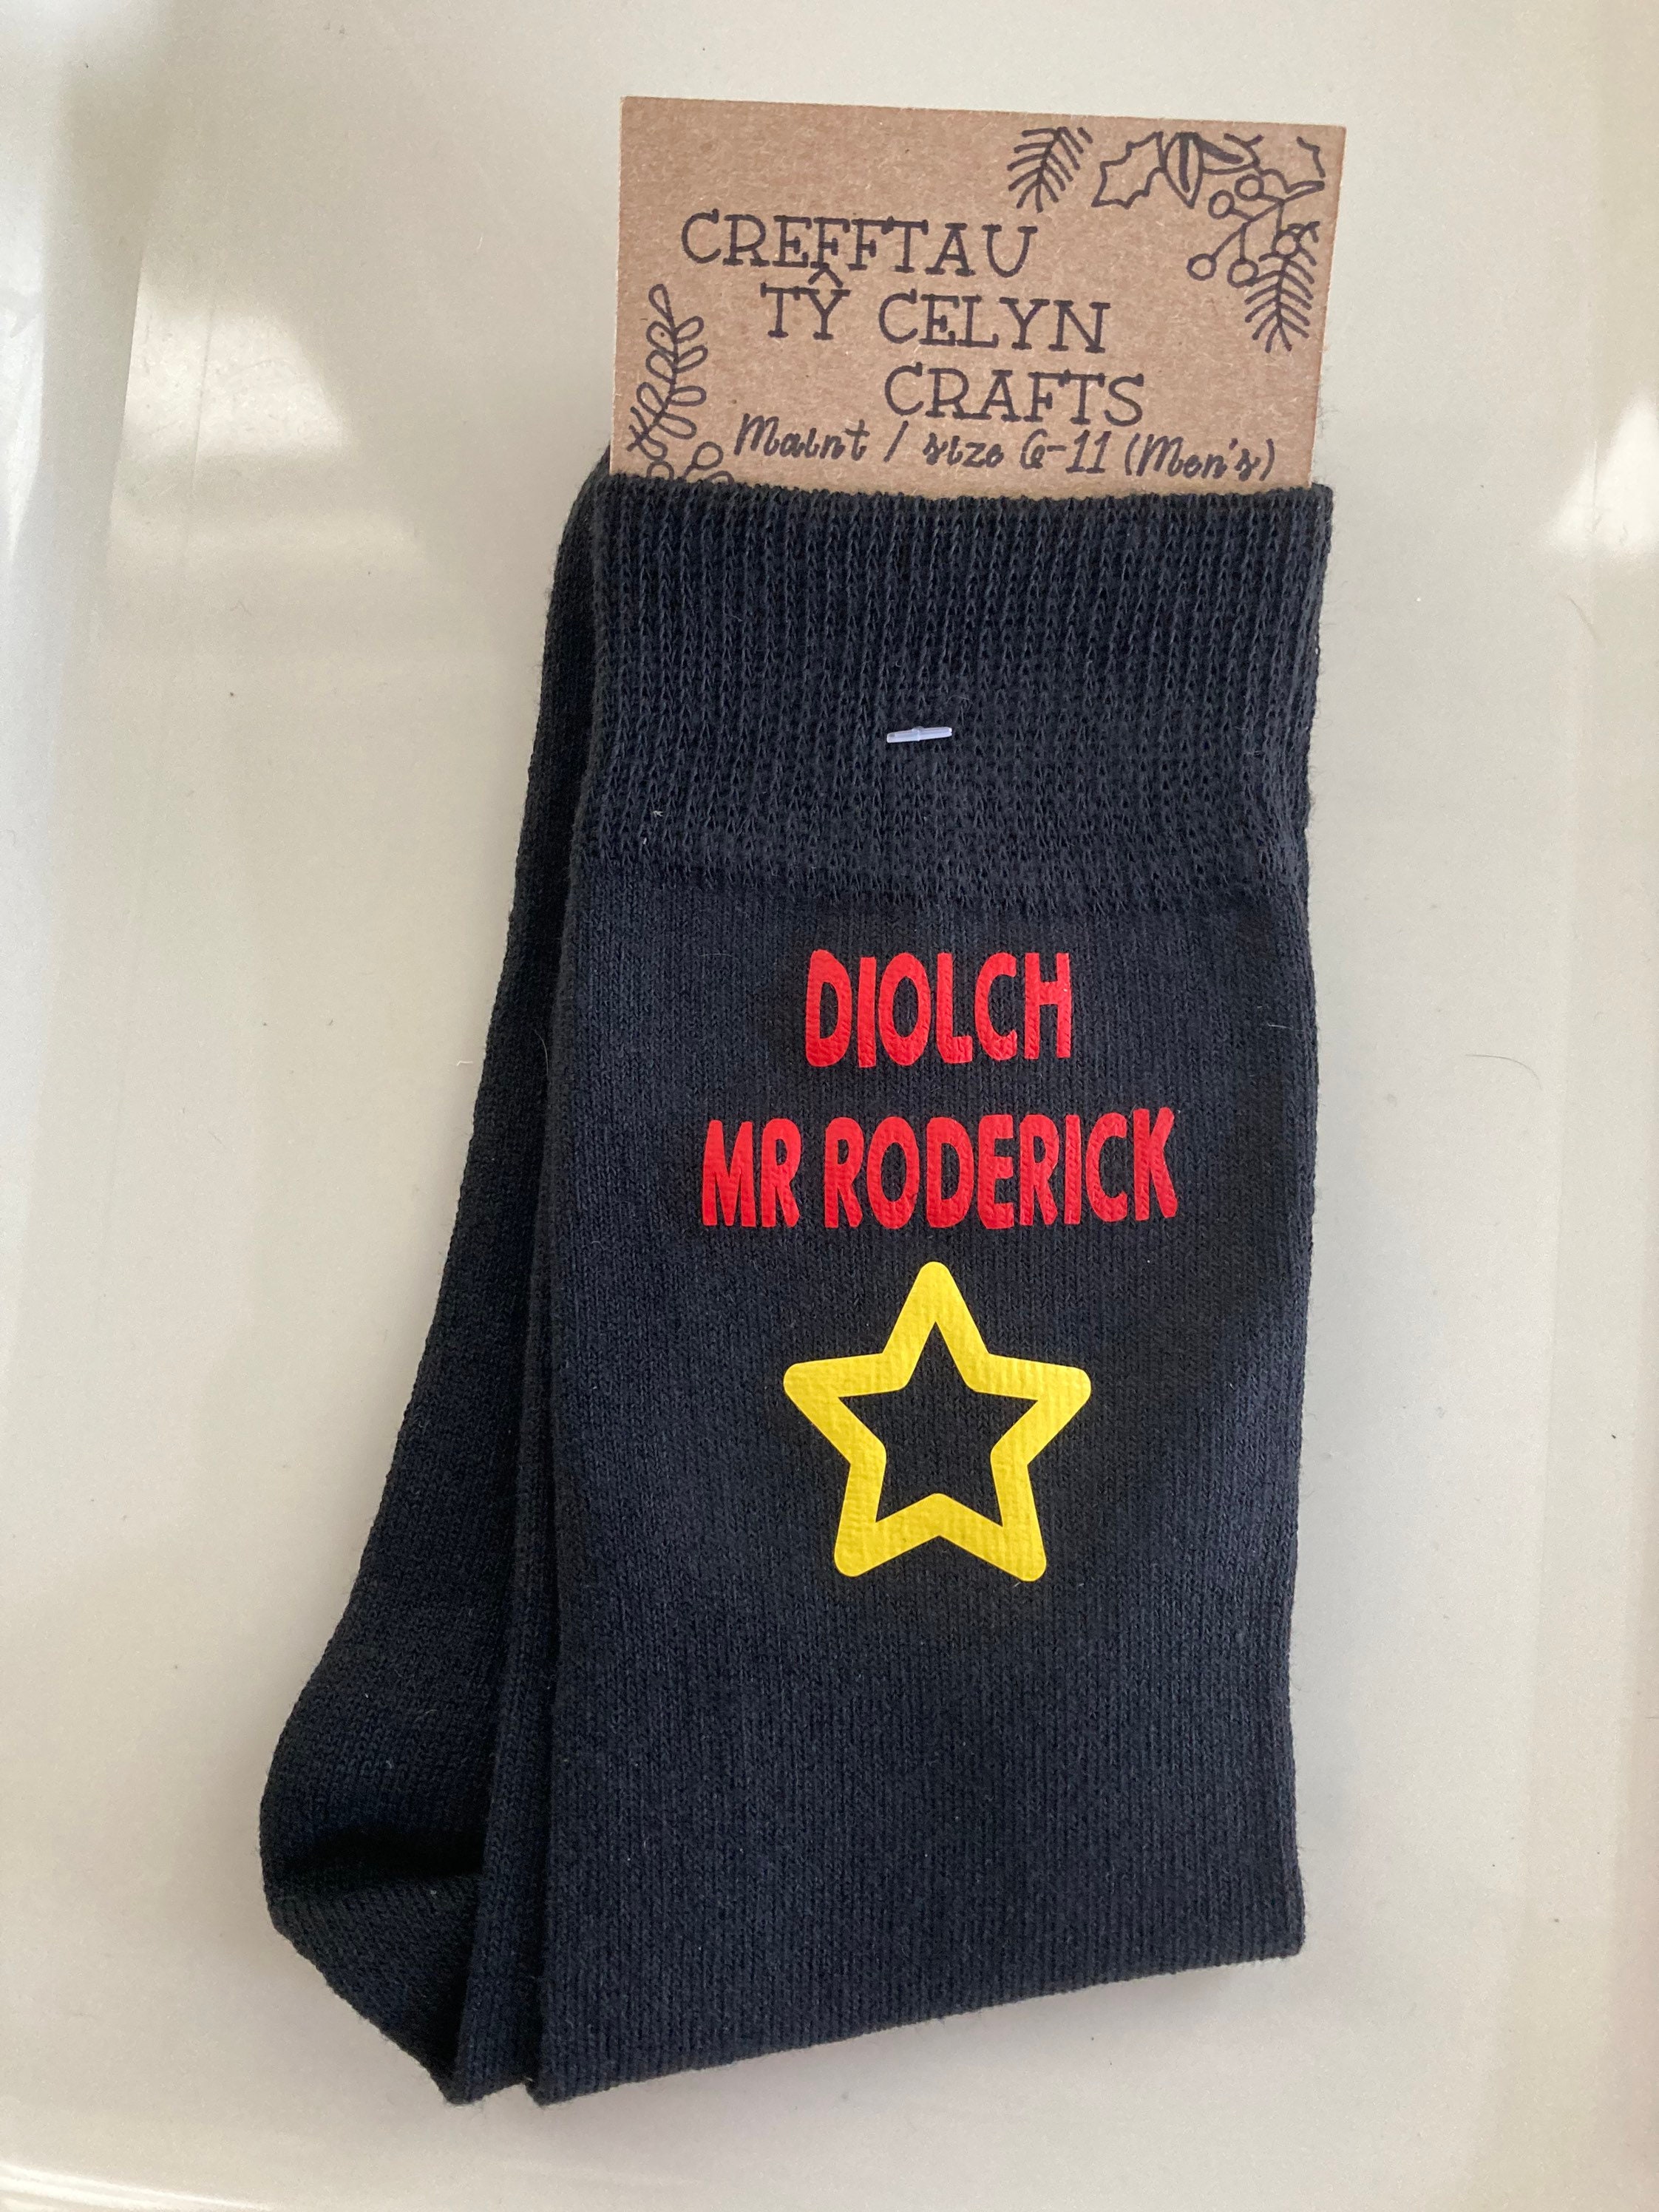 CREFFTAU
TŶ CELYN
CRAFTS
Maint / size 6-11 (Men's)
DIOLCH
MR RODERICK